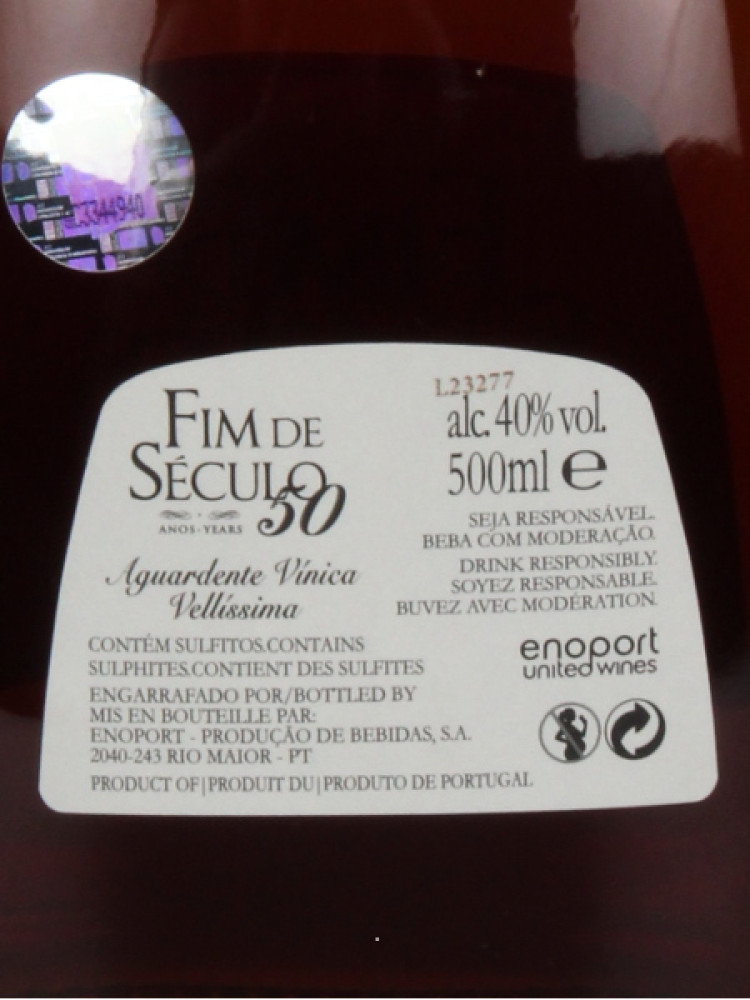 C3344940
FIM DE
SÉCULO
50
ANOS·YEARS
Aguardente Vínica
Vellíssima
CONTÉM SULFITOS.CONTAINS
SULPHITES.CONTIENT DES SULFITES
ENGARRAFADO POR/BOTTLED BY
MIS EN BOUTEILLE PAR:
ENOPORT - PRODUÇÃO DE BEBIDAS, S.A.
2040-243 RIO MAIOR - PT
PRODUCT OF|PRODUIT DU|PRODUTO DE PORTUGAL
L23277
alc. 40% vol.
500ml e
SEJA RESPONSÁVEL.
BEBA COM MODERAÇÃO.
DRINK RESPONSIBLY.
SOYEZ RESPONSABLE.
BUVEZ AVEC MODÉRATION.
enoport
united wines